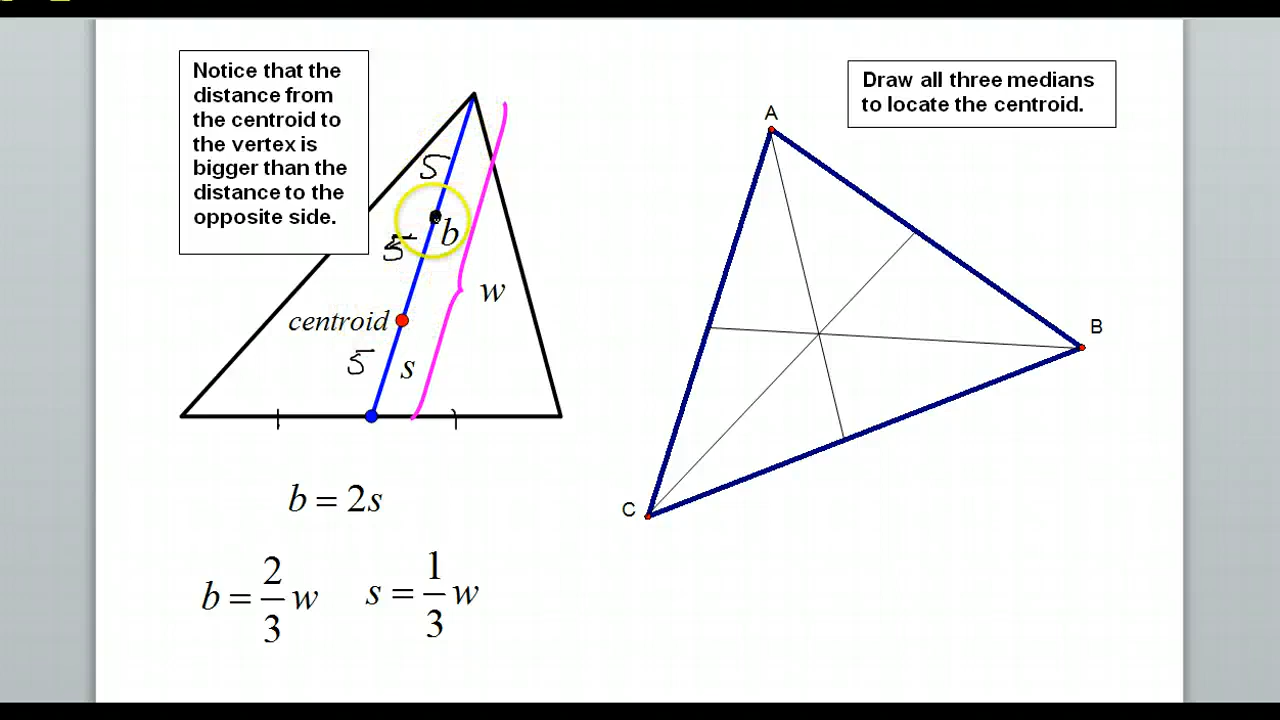 Notice that the
distance from
the centroid to
the vertex is
bigger than the
distance to the
opposite side.
5
5
b
w
centroid
5
s
b = 2s
b = 2/3 w
s = 1/3 w
Draw all three medians
to locate the centroid.
A
B
C